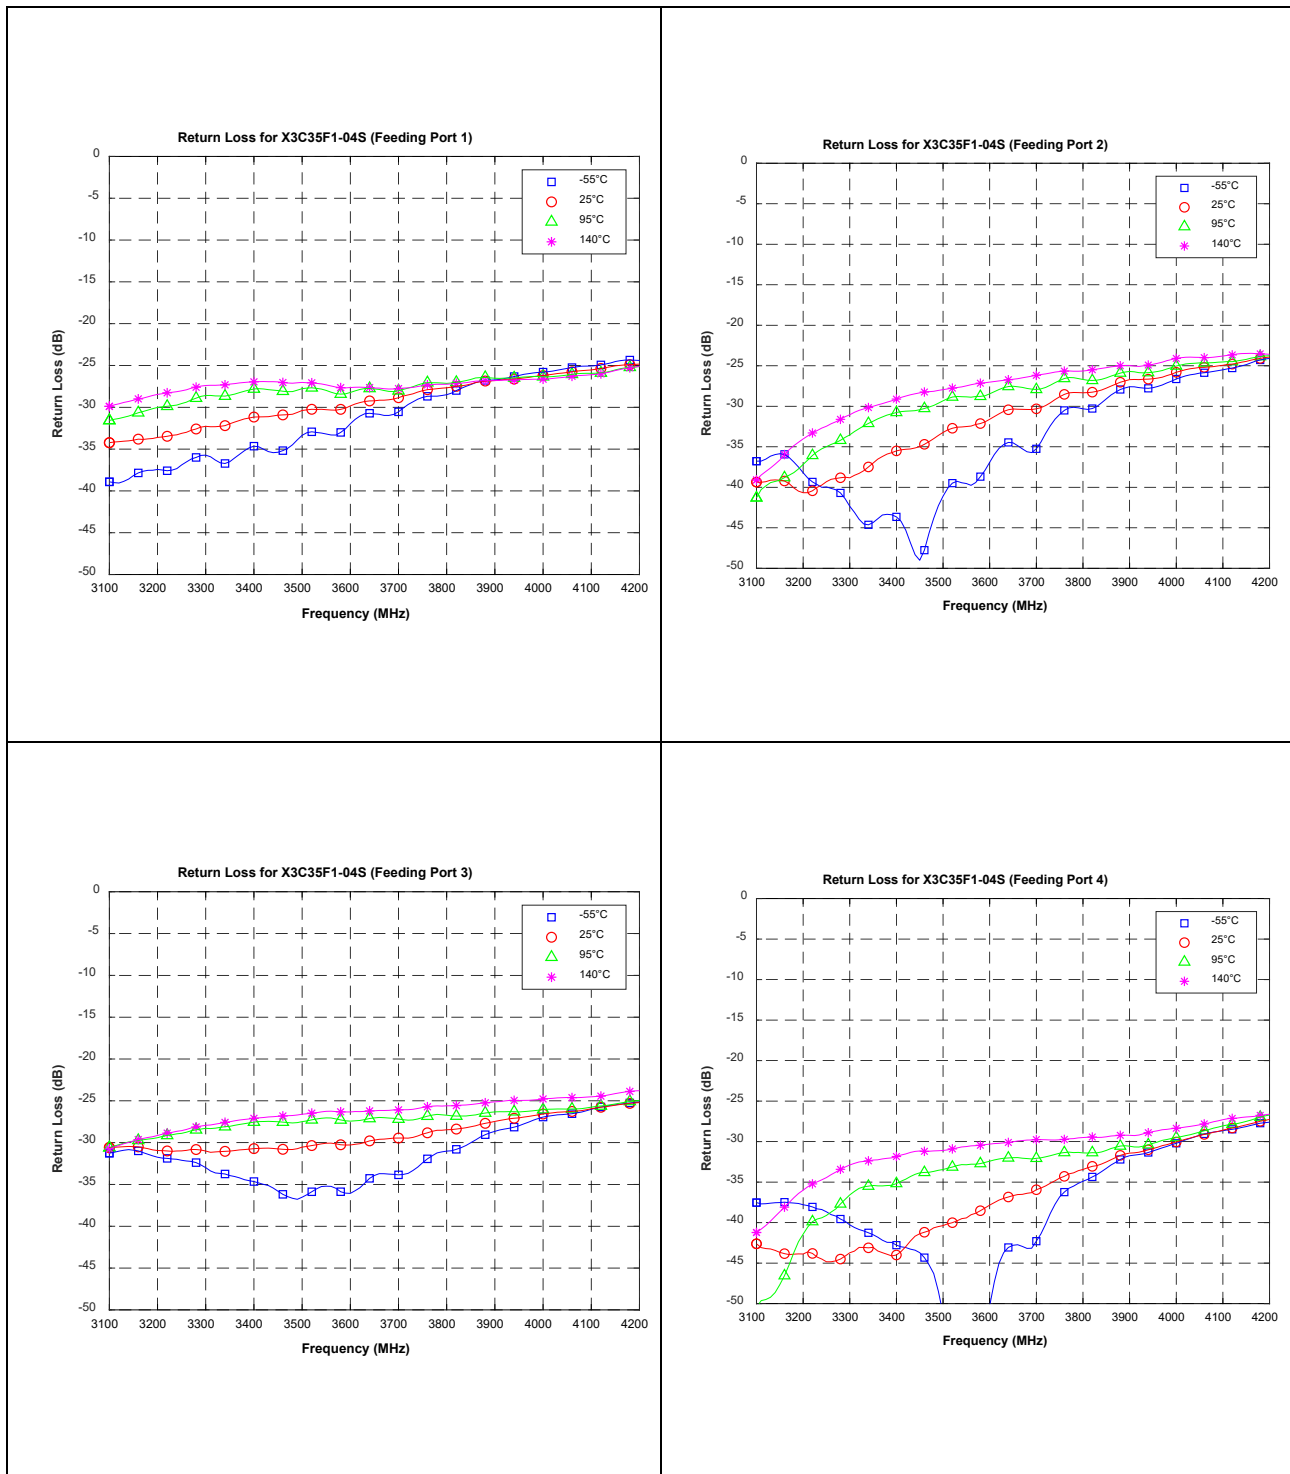 Return Loss for X3C35F1-04S (Feeding Port 1)
0
-5
-10
-15
-20
-25
-30
-35
-40
-45
-50
Return Loss (dB)
-55°C
25°C
95°C
140°C
3100 3200 3300 3400 3500 3600 3700 3800 3900 4000 4100 4200
Frequency (MHz)
Return Loss for X3C35F1-04S (Feeding Port 2)
0
-5
-10
-15
-20
-25
-30
-35
-40
-45
-50
Return Loss (dB)
-55°C
25°C
95°C
140°C
3100 3200 3300 3400 3500 3600 3700 3800 3900 4000 4100 4200
Frequency (MHz)
Return Loss for X3C35F1-04S (Feeding Port 3)
0
-5
-10
-15
-20
-25
-30
-35
-40
-45
-50
Return Loss (dB)
-55°C
25°C
95°C
140°C
3100 3200 3300 3400 3500 3600 3700 3800 3900 4000 4100 4200
Frequency (MHz)
Return Loss for X3C35F1-04S (Feeding Port 4)
0
-5
-10
-15
-20
-25
-30
-35
-40
-45
-50
Return Loss (dB)
-55°C
25°C
95°C
140°C
3100 3200 3300 3400 3500 3600 3700 3800 3900 4000 4100 4200
Frequency (MHz)